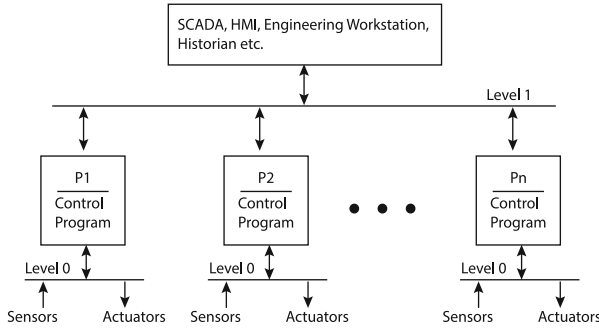 SCADA, HMI, Engineering Workstation,
Historian etc.
Level 1
P1
Control
Program
P2
Control
Program
Pn
Control
Program
Level 0
Level 0
Level 0
Sensors
Actuators
Sensors
Actuators
Sensors
Actuators